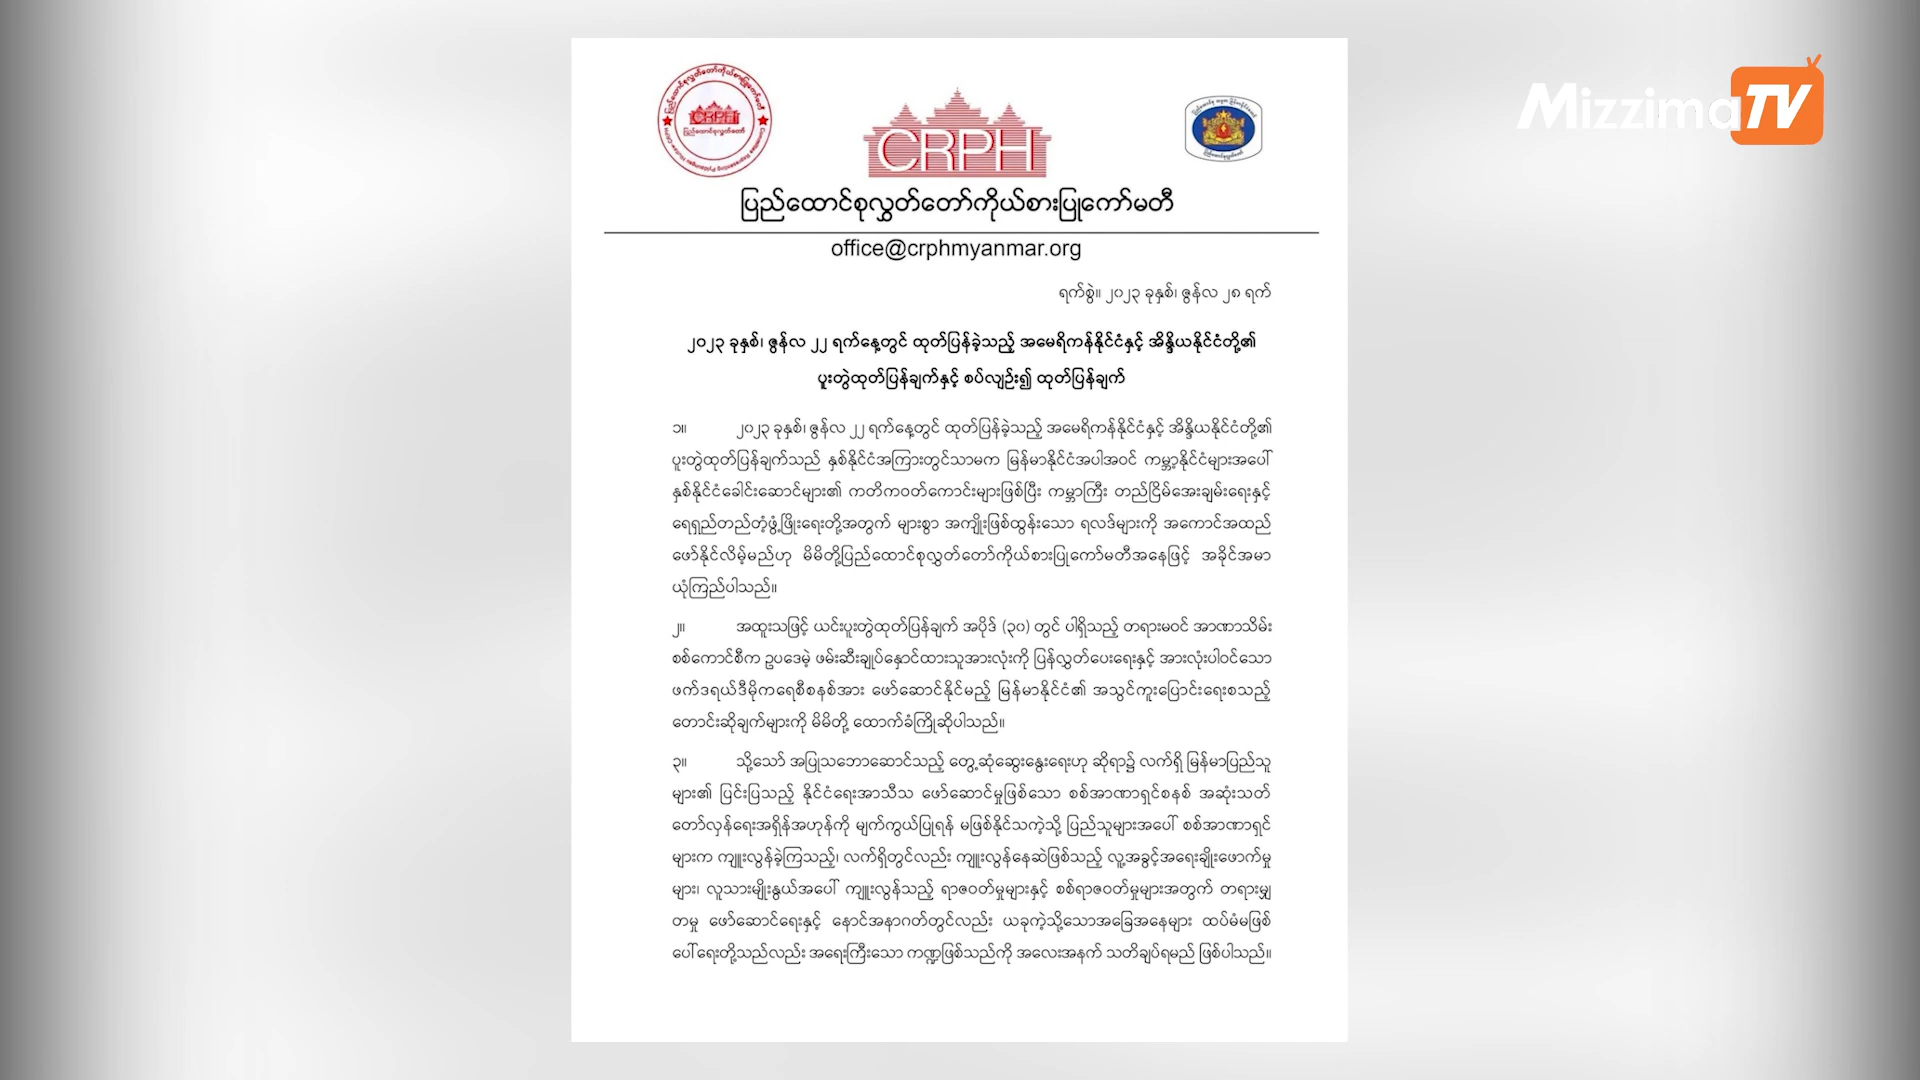 Mizzima TV
CRPH
CRPH
ပြည်ထောင်စုလွှတ်တော်ကိုယ်စားပြုကော်မတီ
office@crphmyanmar.org
ရက်စွဲ။ ၂၀၂၃ ခုနှစ်၊ ဇွန်လ ၂၈ ရက်
၂၀၂၃ ခုနှစ်၊ ဇွန်လ ၂၂ ရက်နေ့တွင် ထုတ်ပြန်ခဲ့သည့် အမေရိကန်နိုင်ငံနှင့် အိန္ဒိယနိုင်ငံတို့၏
ပူးတွဲထုတ်ပြန်ချက်နှင့် စပ်လျဉ်း၍ ထုတ်ပြန်ချက်
၁။ ၂၀၂၃ ခုနှစ်၊ ဇွန်လ ၂၂ ရက်နေ့တွင် ထုတ်ပြန်ခဲ့သည့် အမေရိကန်နိုင်ငံနှင့် အိန္ဒိယနိုင်ငံတို့၏
ပူးတွဲထုတ်ပြန်ချက်သည် နှစ်နိုင်ငံအကြားတွင်သာမက မြန်မာနိုင်ငံအပါအဝင် ကမ္ဘာ့နိုင်ငံများအပေါ်
နှစ်နိုင်ငံခေါင်းဆောင်များ၏ ကတိကဝတ်ကောင်းများဖြစ်ပြီး ကမ္ဘာကြီး တည်ငြိမ်အေးချမ်းရေးနှင့်
ရေရှည်တည်တံ့ဖွံ့ဖြိုးရေးတို့အတွက် များစွာ အကျိုးဖြစ်ထွန်းသော ရလဒ်များကို အကောင်အထည်
ဖော်နိုင်လိမ့်မည်ဟု မိမိတို့ပြည်ထောင်စုလွှတ်တော်ကိုယ်စားပြုကော်မတီအနေဖြင့် အခိုင်အမာ
ယုံကြည်ပါသည်။
၂။ အထူးသဖြင့် ယင်းပူးတွဲထုတ်ပြန်ချက် အပိုဒ် (၃၀) တွင် ပါရှိသည့် တရားမဝင် အာဏာသိမ်း
စစ်ကောင်စီက ဥပဒေမဲ့ ဖမ်းဆီးချုပ်နှောင်ထားသူအားလုံးကို ပြန်လွှတ်ပေးရေးနှင့် အားလုံးပါဝင်သော
ဖက်ဒရယ်ဒီမိုကရေစီစနစ်အား ဖော်ဆောင်နိုင်မည့် မြန်မာနိုင်ငံ၏ အသွင်ကူးပြောင်းရေးစသည့်
တောင်းဆိုချက်များကို မိမိတို့ ထောက်ခံကြိုဆိုပါသည်။
၃။ သို့သော် အပြုသဘောဆောင်သည့် တွေ့ဆုံဆွေးနွေးရေးဟု ဆိုရာ၌ လက်ရှိ မြန်မာပြည်သူ
များ၏ ပြင်းပြသည့် နိုင်ငံရေးအာသီသ ဖော်ဆောင်မှုဖြစ်သော စစ်အာဏာရှင်စနစ် အဆုံးသတ်
တော်လှန်ရေးအရှိန်အဟုန်ကို မျက်ကွယ်ပြုရန် မဖြစ်နိုင်သကဲ့သို့ ပြည်သူများအပေါ် စစ်အာဏာရှင်
များက ကျူးလွန်ခဲ့ကြသည့်၊ လက်ရှိတွင်လည်း ကျူးလွန်နေဆဲဖြစ်သည့် လူ့အခွင့်အရေးချိုးဖောက်မှု
များ၊ လူသားမျိုးနွယ်အပေါ် ကျူးလွန်သည့် ရာဇဝတ်မှုများနှင့် စစ်ရာဇဝတ်မှုများအတွက် တရားမျှ
တမှု ဖော်ဆောင်ရေးနှင့် နောင်အနာဂတ်တွင်လည်း ယခုကဲ့သို့သောအခြေအနေများ ထပ်မံမဖြစ်
ပေါ်ရေးတို့သည်လည်း အရေးကြီးသော ကဏ္ဍဖြစ်သည်ကို အလေးအနက် သတိချပ်ရမည် ဖြစ်ပါသည်။